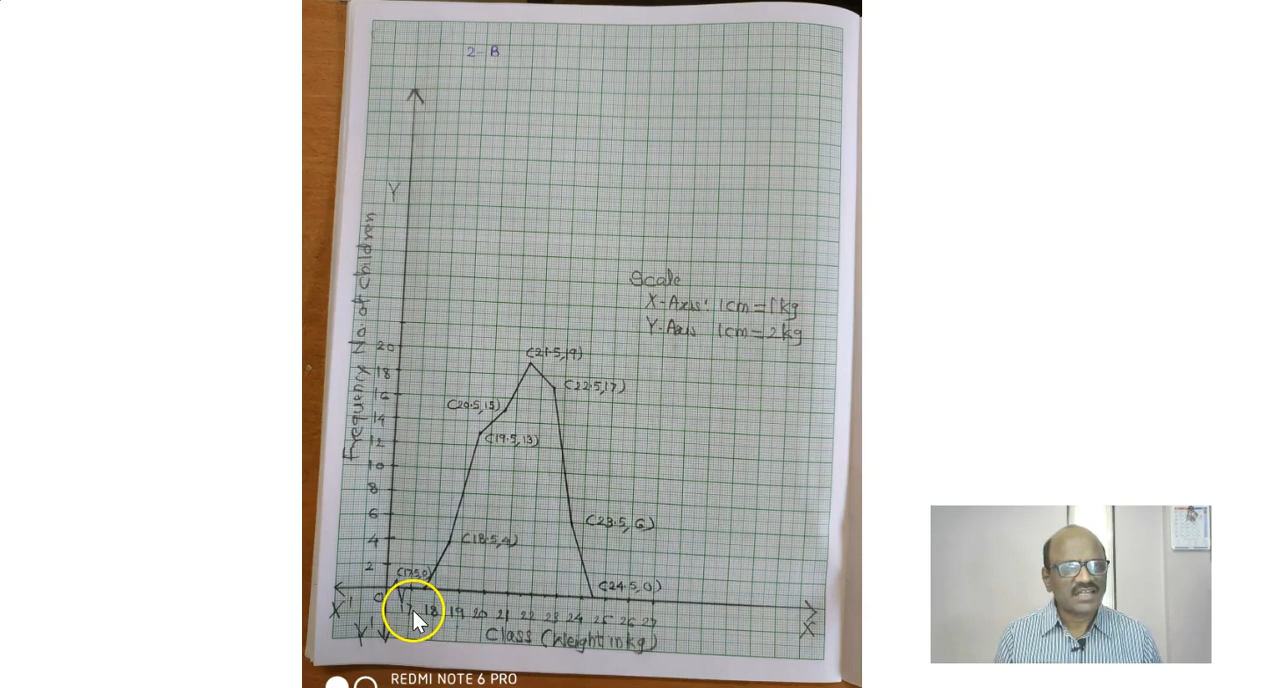 2-B
Y
Frequency No. of children
Scale
X-Axis: 1cm = 1kg
Y-Axis 1cm = 2kg
20
(21.5,19)
18
(22.5,17)
16
(20.5,15)
14
(19.5,13)
12
10
8
(23.5,6)
6
4
(18.5,4)
2
(17.5,0)
(24.5,0)
X'
0
17 18 19 20 21 22 23 24 25 26 27
X
Y'
Class (Weight in kg)
REDMI NOTE 6 PRO